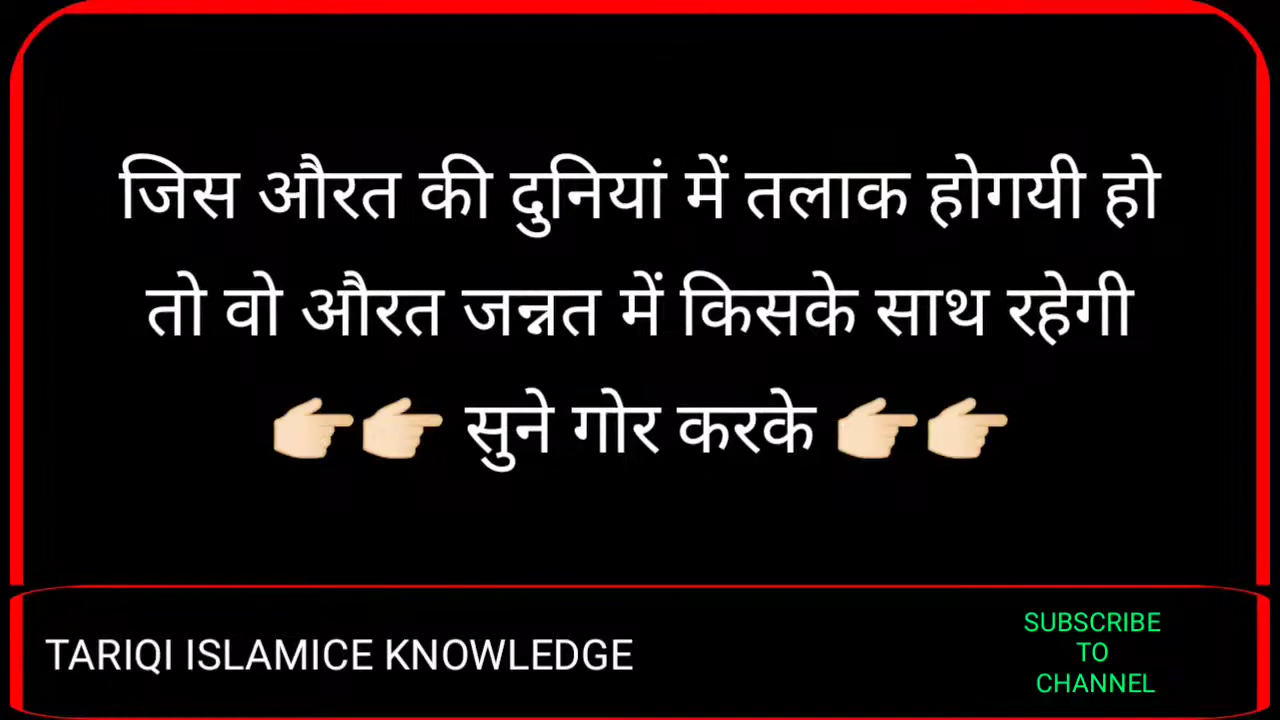 जिस औरत की दुनियां में तलाक होगयी हो
तो वो औरत जन्नत में किसके साथ रहेगी
👉🏻👉🏻 सुने गोर करके 👉🏻👉🏻
TARIQI ISLAMICE KNOWLEDGE
SUBSCRIBE
TO
CHANNEL